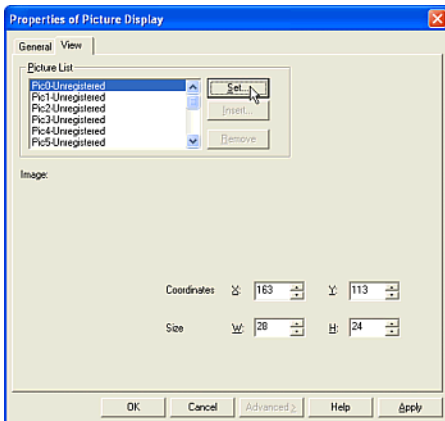 Properties of Picture Display
General View
Picture List
Pic0-Unregistered
Pic1-Unregistered
Pic2-Unregistered
Pic3-Unregistered
Pic4-Unregistered
Pic5-Unregistered
Set...
Insert...
Remove
Image:
Coordinates X: 163 Y: 113
Size W: 28 H: 24
OK Cancel Advanced > Help Apply